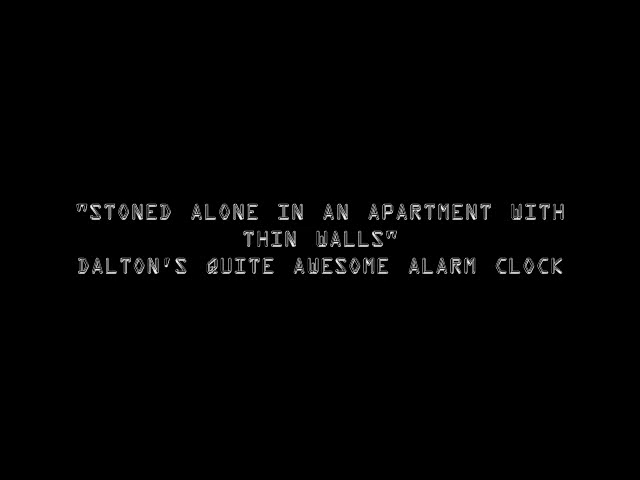 "STONED ALONE IN AN APARTMENT WITH
THIN WALLS"
DALTON'S QUITE AWESOME ALARM CLOCK